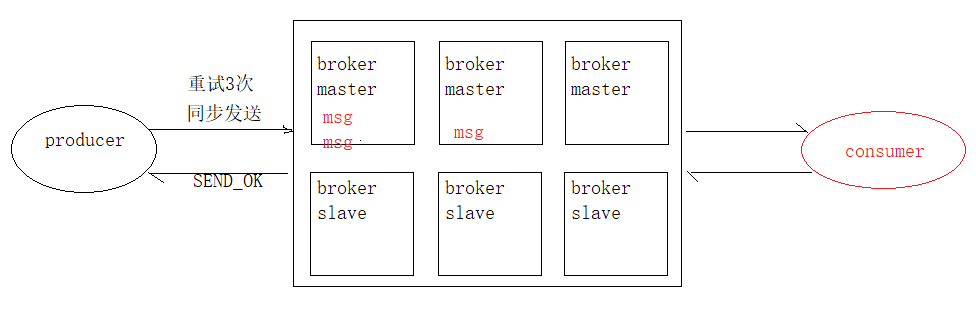 重试3次
同步发送
producer
SEND_OK
broker
master
msg
msg
broker
master
msg
broker
master
broker
slave
broker
slave
broker
slave
consumer